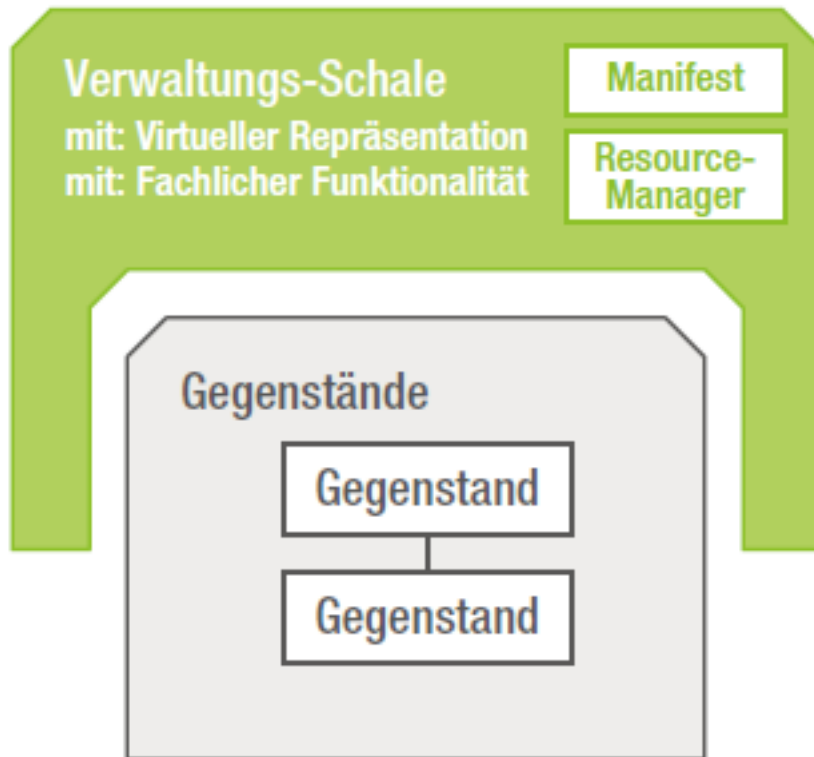 Verwaltungs-Schale
mit: Virtueller Repräsentation
mit: Fachlicher Funktionalität
Manifest
Resource-
Manager
Gegenstände
Gegenstand
Gegenstand